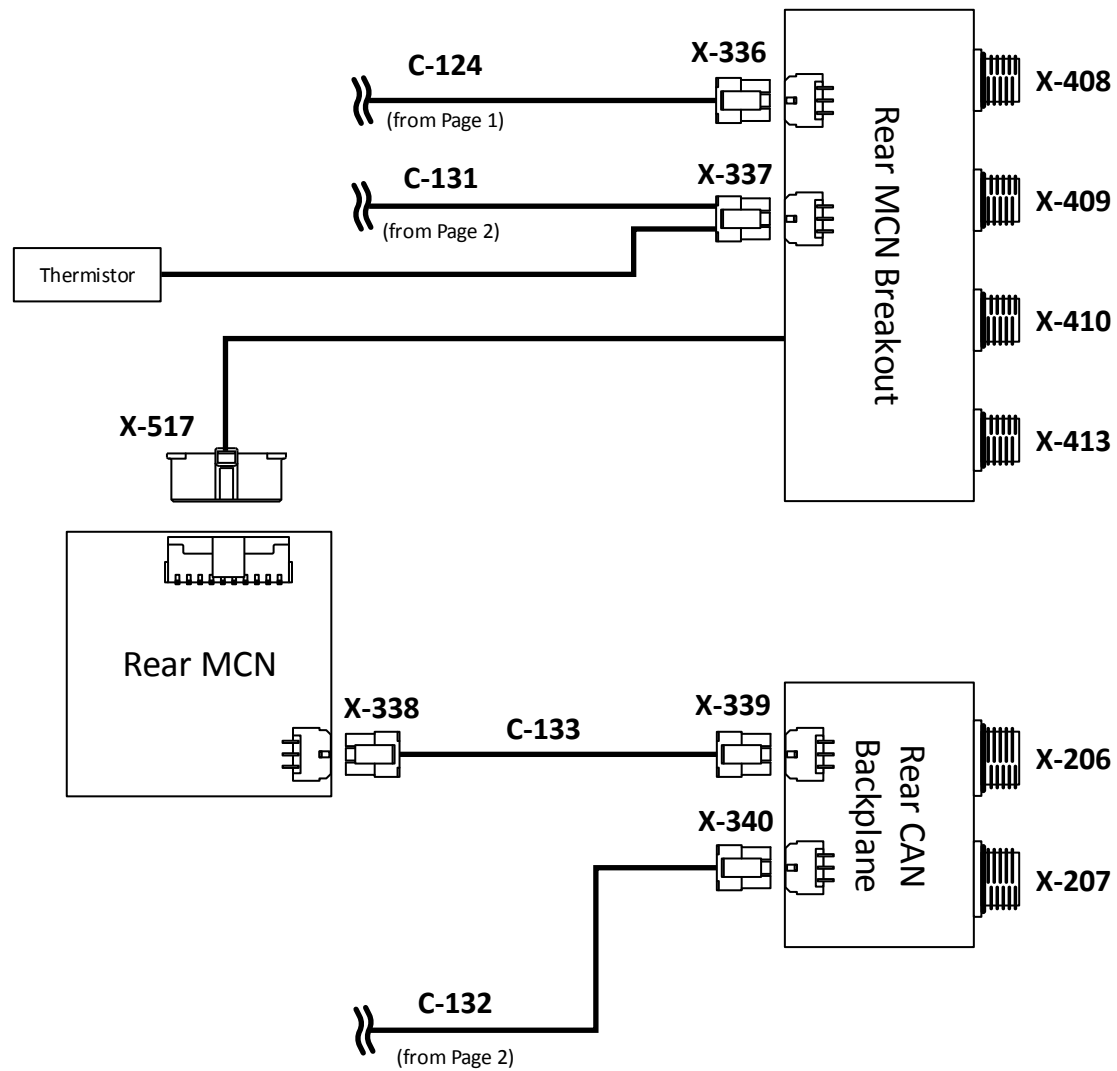 C-124
(from Page 1)
X-336
X-408
C-131
(from Page 2)
X-337
X-409
Thermistor
Rear MCN Breakout
X-410
X-517
X-413
Rear MCN
X-338
C-133
X-339
Rear CAN
Backplane
X-206
X-340
X-207
C-132
(from Page 2)